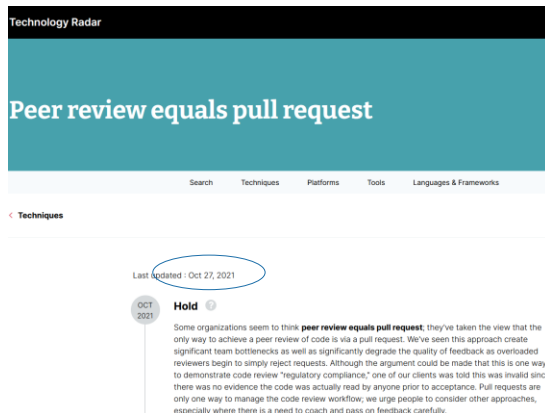 Technology Radar
Peer review equals pull request
Search Techniques Platforms Tools Languages & Frameworks
< Techniques
Last updated : Oct 27, 2021
OCT
2021
Hold ?
Some organizations seem to think peer review equals pull request; they've taken the view that the
only way to achieve a peer review of code is via a pull request. We've seen this approach create
significant team bottlenecks as well as significantly degrade the quality of feedback as overloaded
reviewers begin to simply reject requests. Although the argument could be made that this is one way
to demonstrate code review "regulatory compliance," one of our clients was told this was invalid since
there was no evidence the code was actually read by anyone prior to acceptance. Pull requests are
only one way to manage the code review workflow; we urge people to consider other approaches,
especially where there is a need to coach and pass on feedback carefully.